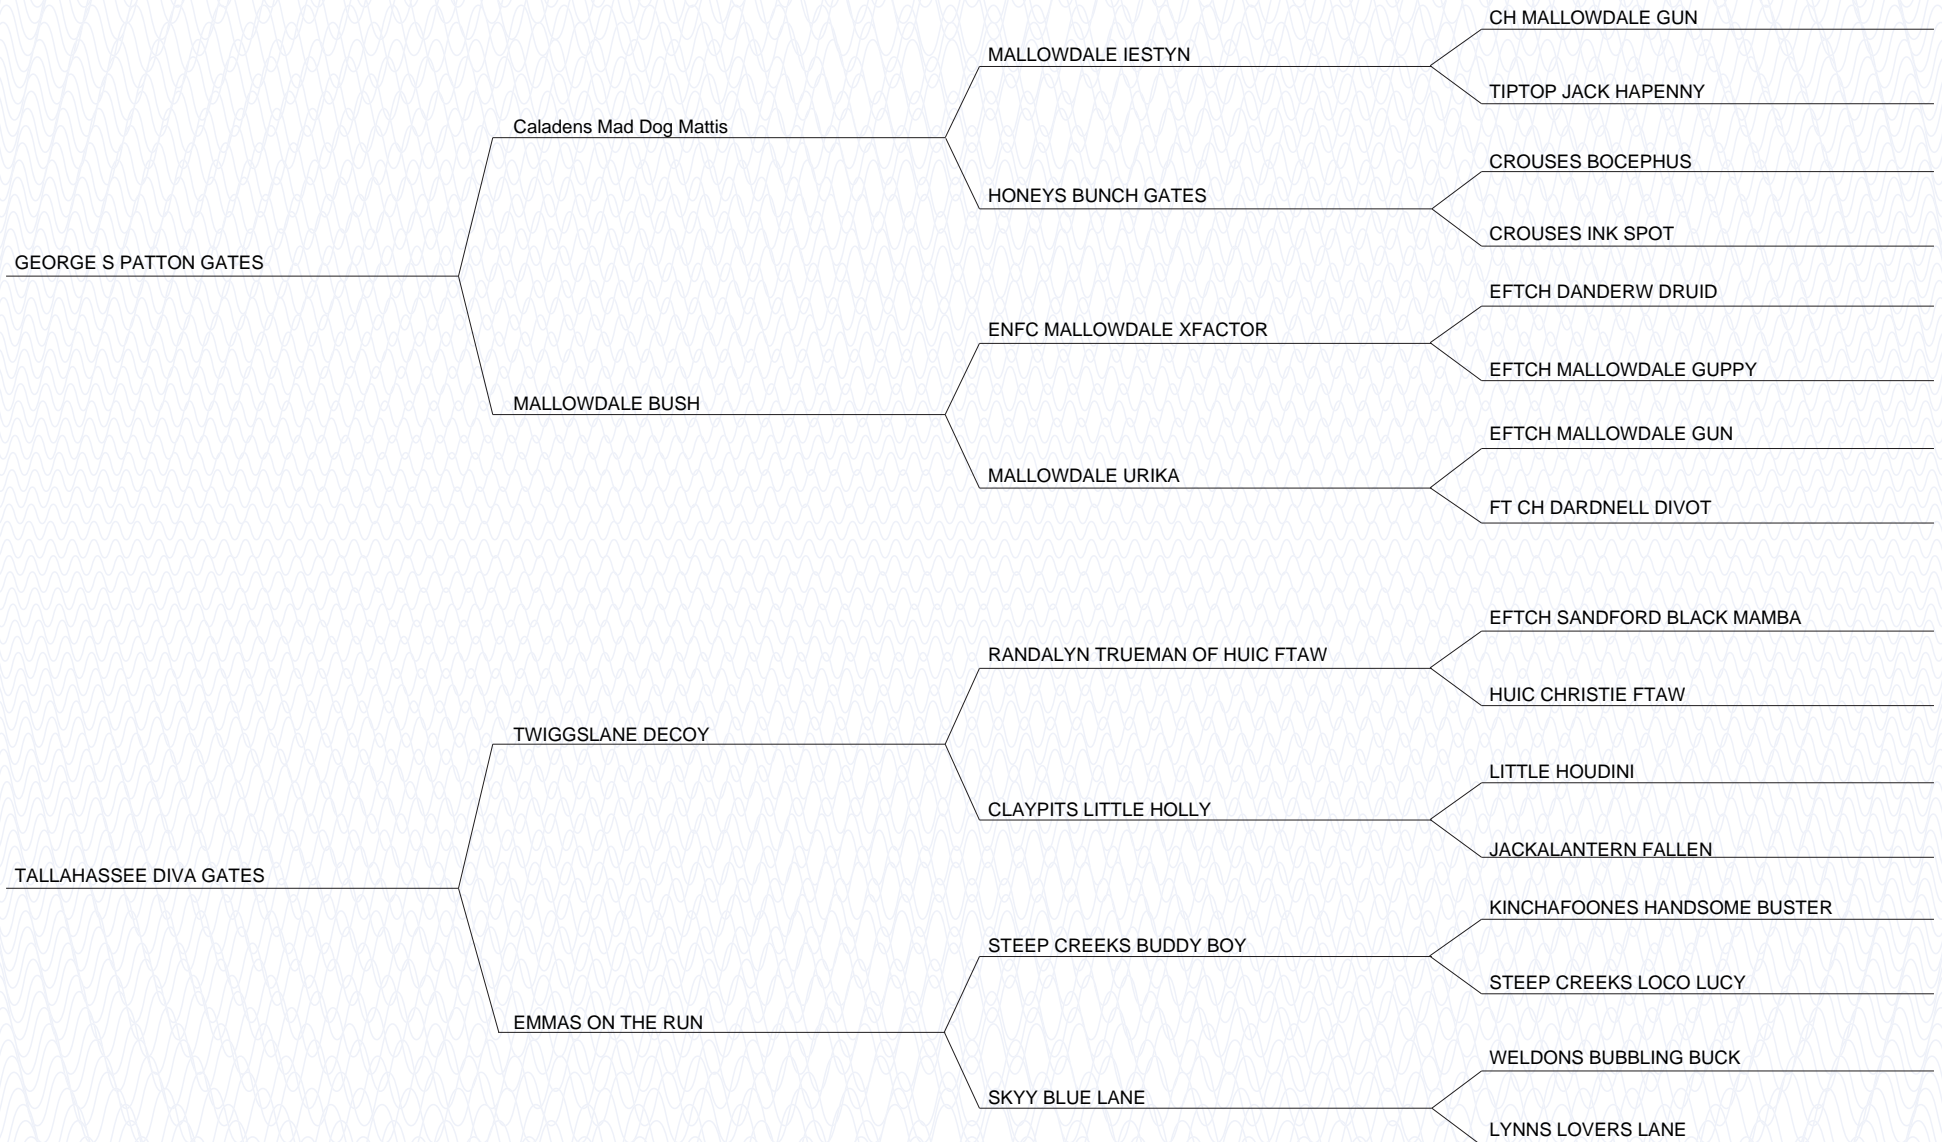 CH MALLOWDALE GUN
MALLOWDALE IESTYN
TIPTOP JACK HAPENNY
Caladens Mad Dog Mattis
CROUSES BOCEPHUS
HONEYS BUNCH GATES
CROUSES INK SPOT
GEORGE S PATTON GATES
EFTCH DANDERW DRUID
ENFC MALLOWDALE XFACTOR
EFTCH MALLOWDALE GUPPY
MALLOWDALE BUSH
EFTCH MALLOWDALE GUN
MALLOWDALE URIKA
FT CH DARDNELL DIVOT
EFTCH SANDFORD BLACK MAMBA
RANDALYN TRUEMAN OF HUIC FTAW
HUIC CHRISTIE FTAW
TWIGGSLANE DECOY
LITTLE HOUDINI
CLAYPITS LITTLE HOLLY
JACKALANTERN FALLEN
TALLAHASSEE DIVA GATES
KINCHAFOONES HANDSOME BUSTER
STEEP CREEKS BUDDY BOY
STEEP CREEKS LOCO LUCY
EMMAS ON THE RUN
WELDONS BUBBLING BUCK
SKYY BLUE LANE
LYNNS LOVERS LANE